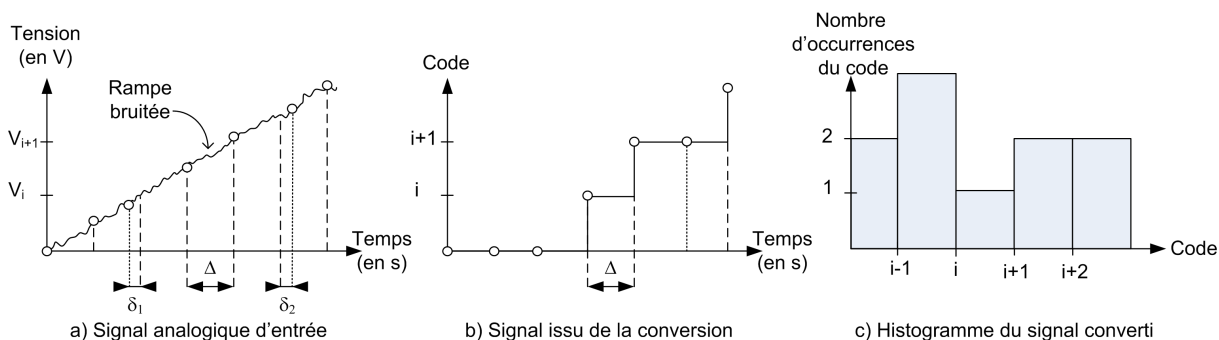 Tension
(en V)
Rampe
bruitée
V_{i+1}
V_i
Temps
(en s)
Δ
δ_1
δ_2
a) Signal analogique d'entrée
Code
i+1
i
Temps
(en s)
Δ
b) Signal issu de la conversion
Nombre
d'occurrences
du code
2
1
i-1 i i+1 i+2
Code
c) Histogramme du signal converti